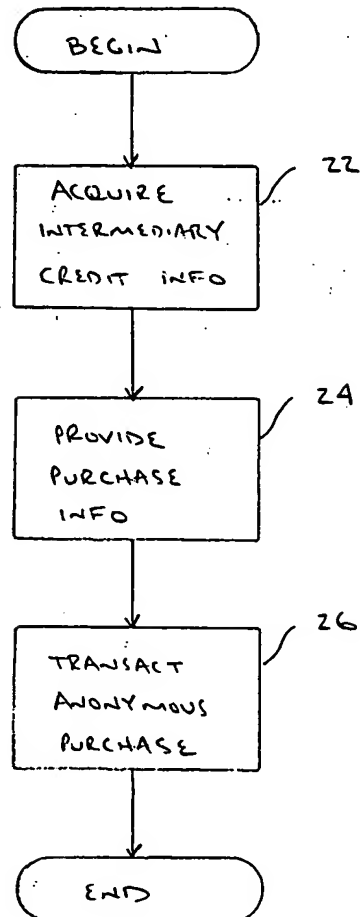 BEGIN
22
ACQUIRE
INTERMEDIARY
CREDIT INFO
24
PROVIDE
PURCHASE
INFO
26
TRANSACT
ANONYMOUS
PURCHASE
END